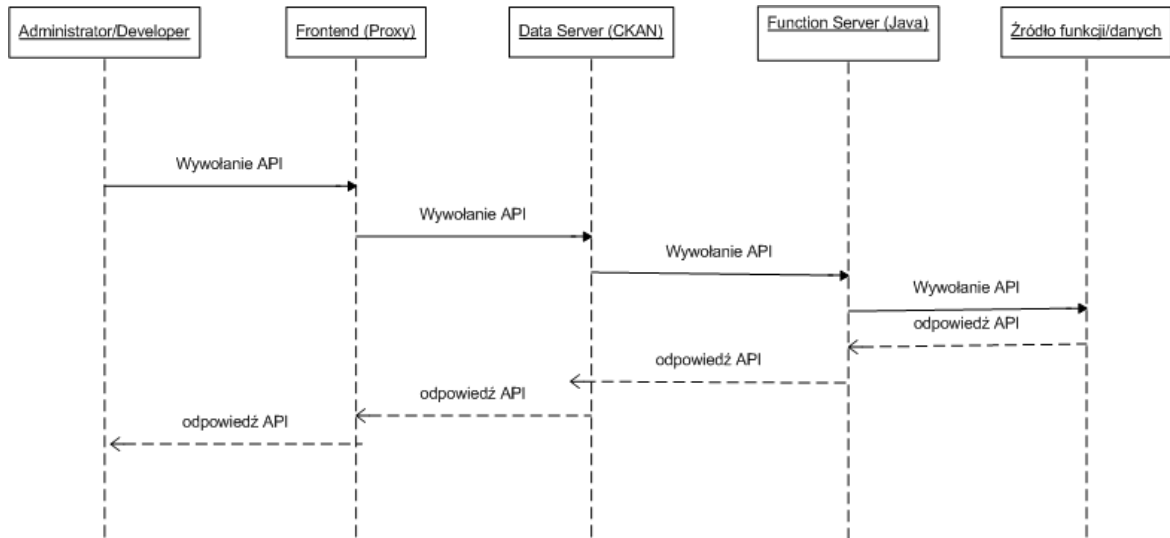 Administrator/Developer
Frontend (Proxy)
Data Server (CKAN)
Function Server (Java)
Źródło funkcji/danych
Wywołanie API
Wywołanie API
Wywołanie API
Wywołanie API
odpowiedź API
odpowiedź API
odpowiedź API
odpowiedź API